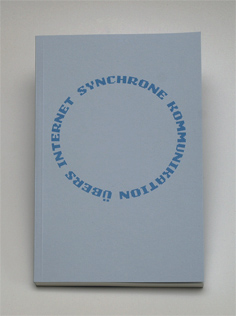 SYNCHRONE KOMMUNIKATION ÜBERS INTERNET